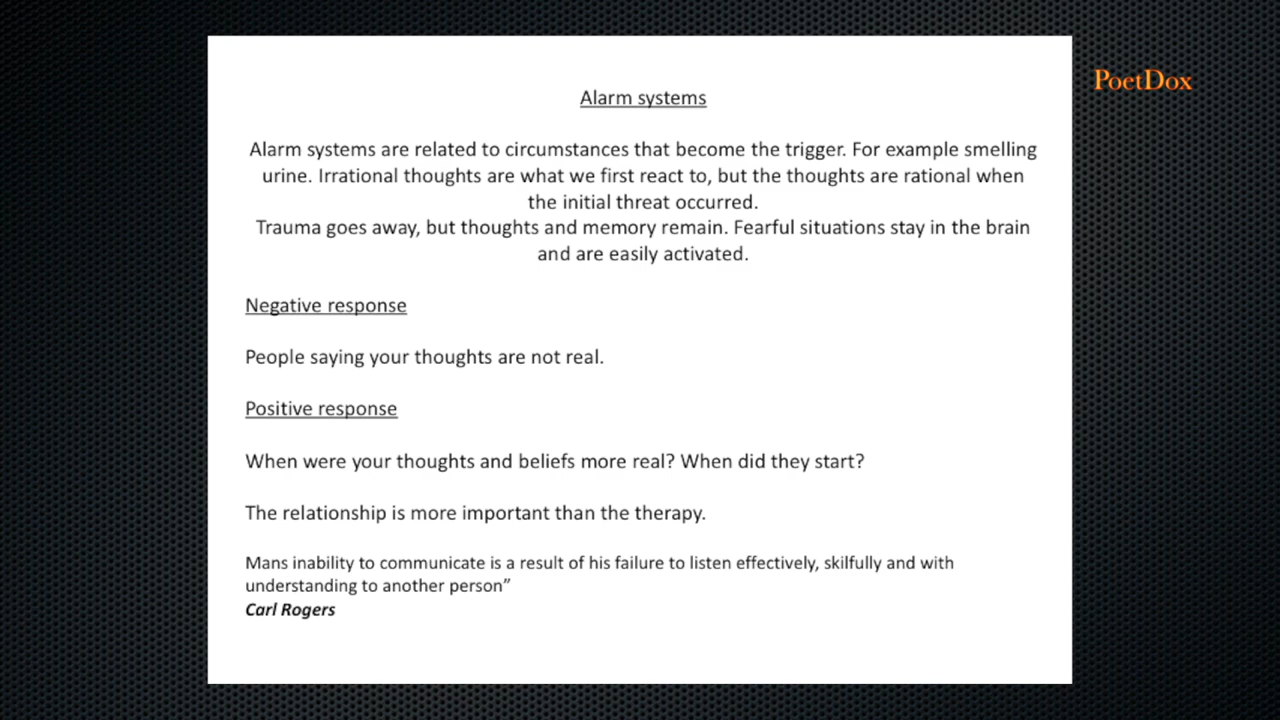 Alarm systems
PoetDox
Alarm systems are related to circumstances that become the trigger. For example smelling
urine. Irrational thoughts are what we first react to, but the thoughts are rational when
the initial threat occurred.
Trauma goes away, but thoughts and memory remain. Fearful situations stay in the brain
and are easily activated.
Negative response
People saying your thoughts are not real.
Positive response
When were your thoughts and beliefs more real? When did they start?
The relationship is more important than the therapy.
Mans inability to communicate is a result of his failure to listen effectively, skilfully and with
understanding to another person”
Carl Rogers